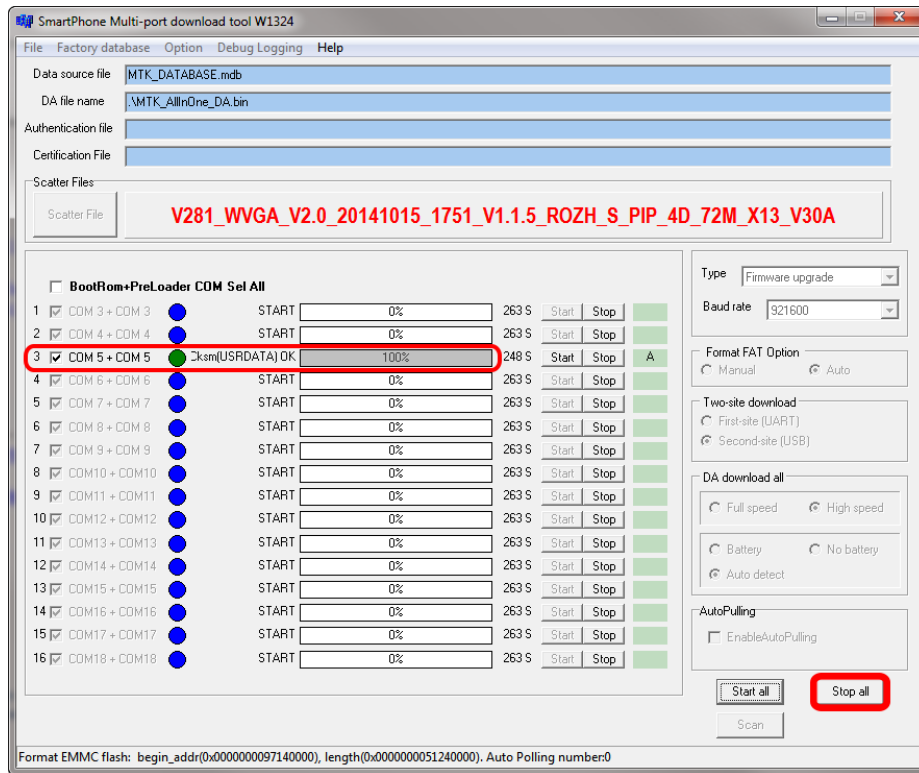 SmartPhone Multi-port download tool W1324
File Factory database Option Debug Logging Help
Data source file MTK_DATABASE.mdb
DA file name .\MTK_AllInOne_DA.bin
Authentication file
Certification File
Scatter Files
Scatter File V281_WVGA_V2.0_20141015_1751_V1.1.5_ROZH_S_PIP_4D_72M_X13_V30A
BootRom+PreLoader COM Sel All
1 COM 3 + COM 3 START 0% 263 S Start Stop
2 COM 4 + COM 4 START 0% 263 S Start Stop
3 COM 5 + COM 5 Cksm(USRDATA) OK 100% 248 S Start Stop A
4 COM 6 + COM 6 START 0% 263 S Start Stop
5 COM 7 + COM 7 START 0% 263 S Start Stop
6 COM 8 + COM 8 START 0% 263 S Start Stop
7 COM 9 + COM 9 START 0% 263 S Start Stop
8 COM10 + COM10 START 0% 263 S Start Stop
9 COM11 + COM11 START 0% 263 S Start Stop
10 COM12 + COM12 START 0% 263 S Start Stop
11 COM13 + COM13 START 0% 263 S Start Stop
12 COM14 + COM14 START 0% 263 S Start Stop
13 COM15 + COM15 START 0% 263 S Start Stop
14 COM16 + COM16 START 0% 263 S Start Stop
15 COM17 + COM17 START 0% 263 S Start Stop
16 COM18 + COM18 START 0% 263 S Start Stop
Type Firmware upgrade
Baud rate 921600
Format FAT Option
Manual Auto
Two-site download
First-site (UART)
Second-site (USB)
DA download all
Full speed High speed
Battery No battery
Auto detect
AutoPulling
EnableAutoPulling
Start all Stop all
Scan
Format EMMC flash: begin_addr(0x0000000097140000), length(0x0000000051240000). Auto Polling number:0